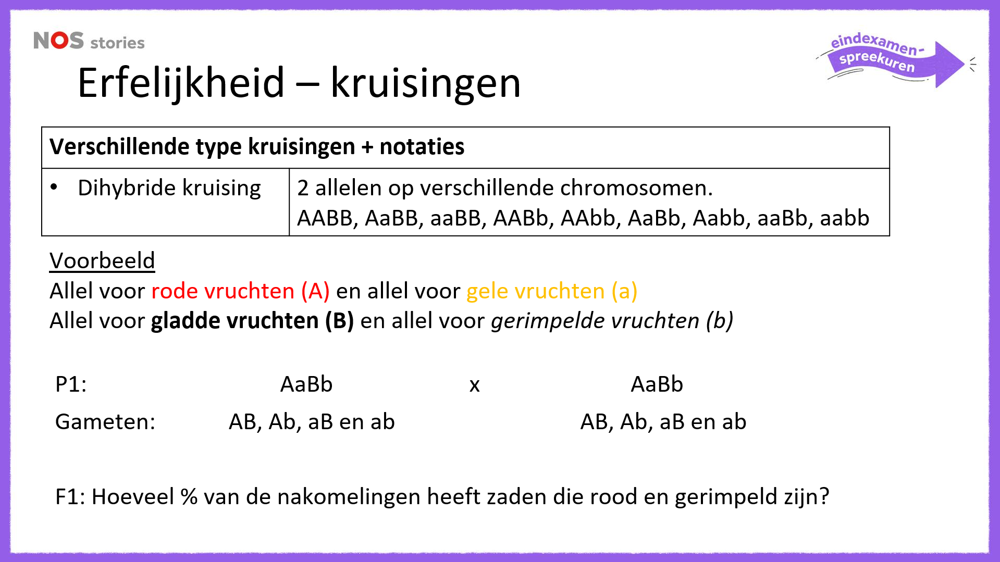 NOS stories
eindexamen-
spreekuren
Erfelijkheid – kruisingen
Verschillende type kruisingen + notaties
• Dihybride kruising
2 allelen op verschillende chromosomen.
AABB, AaBB, aaBB, AABb, AAbb, AaBb, Aabb, aaBb, aabb
Voorbeeld
Allel voor rode vruchten (A) en allel voor gele vruchten (a)
Allel voor gladde vruchten (B) en allel voor gerimpelde vruchten (b)
P1: AaBb x AaBb
Gameten: AB, Ab, aB en ab AB, Ab, aB en ab
F1: Hoeveel % van de nakomelingen heeft zaden die rood en gerimpeld zijn?